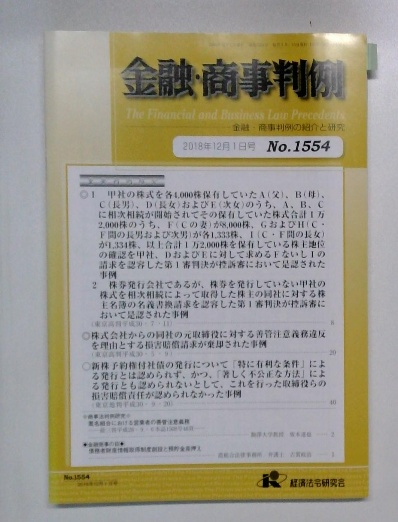 金融・商事判例
The Financial and Business Law Precedents
金融・商事判例の紹介と研究
2018年12月1日号 No.1554
◎1 甲社の株式を各4,000株保有していたA(父)、B(母)、
C(長男)、D(長女)およびE(次女)のうち、A、B、C
に相次相続が開始されてその保有していた株式合計1万
2,000株のうち、F(Cの妻)が8,000株、GおよびH(C・
F間の長男および次男)が各1,333株、I(C・F間の長女)
が1,334株、以上合計1万2,000株を保有している株主地位
の確認を甲社、DおよびEに対して求めるFないしIの
請求を認容した第1審判決が控訴審において是認された
事例
2 株券発行会社であるが、株券を発行していない甲社の
株式を相次相続によって取得した株主の同社に対する株
主名簿の名義書換請求を認容した第1審判決が控訴審に
おいて是認された事例
◎株式会社からの同社の元取締役に対する善管注意義務違反
を理由とする損害賠償請求が棄却された事例
◎新株予約権付社債の発行について「特に有利な条件」によ
る発行とは認められず、かつ、「著しく不公正な方法」に
よる発行とも認められないとして、これを行った取締役らの
損害賠償責任が認められなかった事例
匿名組合における営業者の善管注意義務
No.1554
経済法令研究会